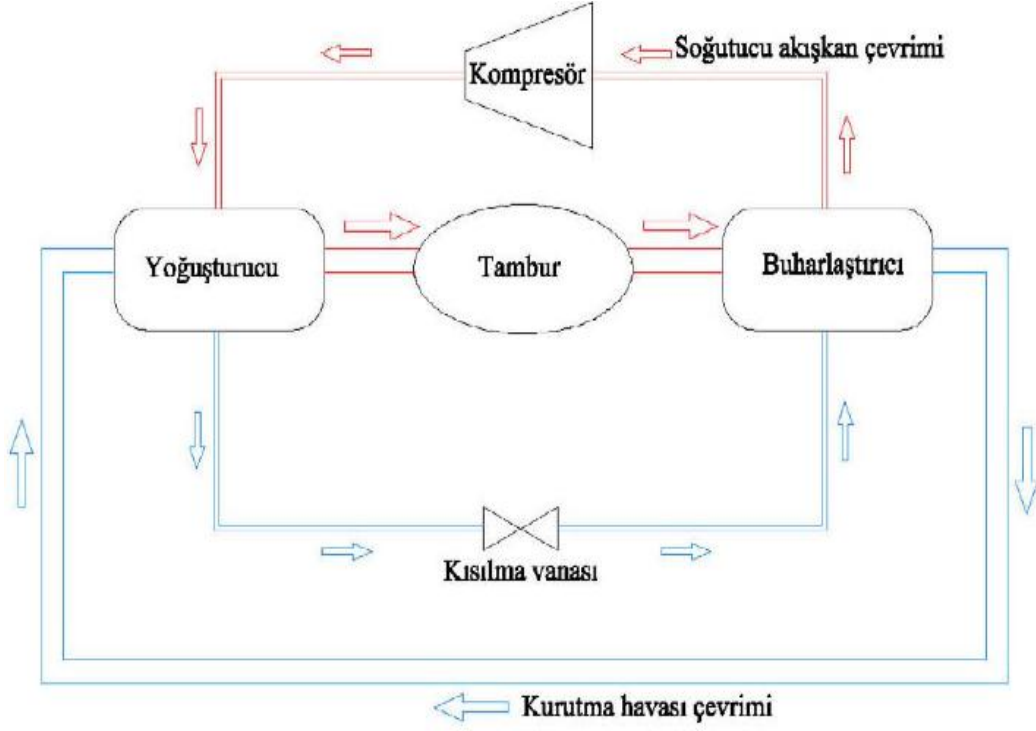 Soğutucu akışkan çevrimi
Kompresör
Yoğuşturucu
Tambur
Buharlaştırıcı
Kısılma vanası
Kurutma havası çevrimi